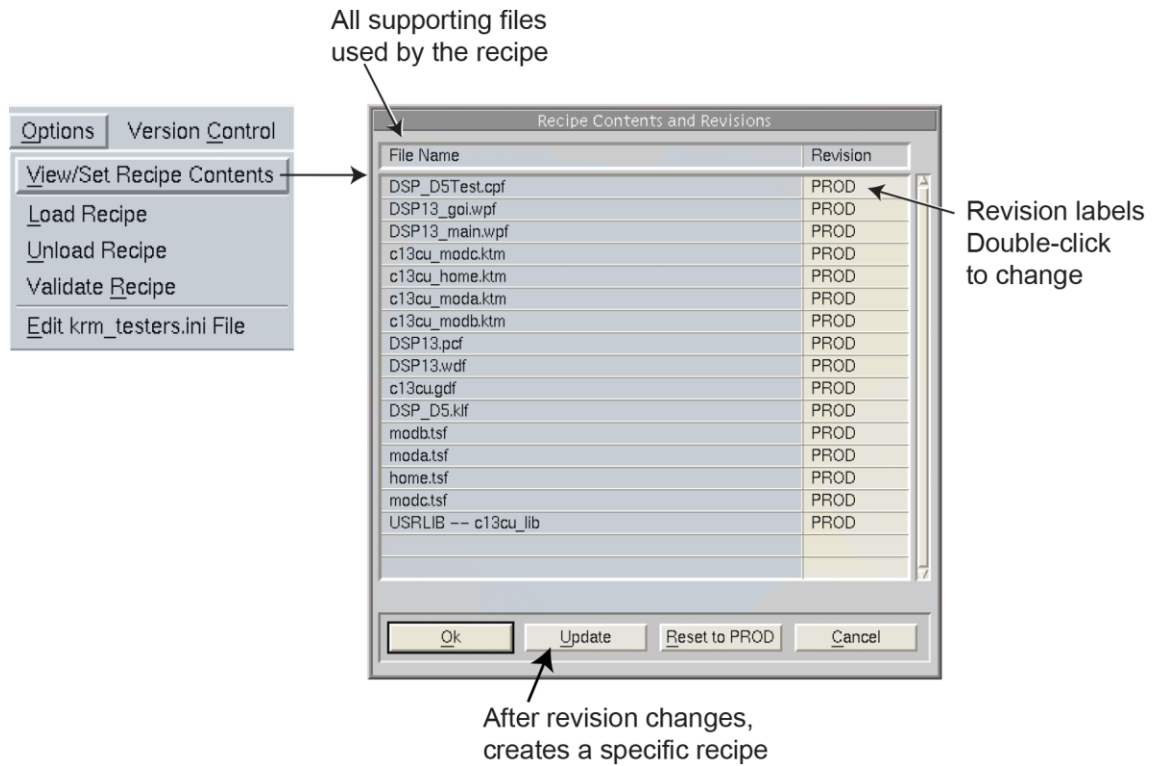 All supporting files
used by the recipe
Options Version Control
View/Set Recipe Contents
Load Recipe
Unload Recipe
Validate Recipe
Edit krm_testers.ini File
Recipe Contents and Revisions
File Name Revision
DSP_D5Test.cpf PROD
DSP13_goi.wpf PROD
DSP13_main.wpf PROD
c13cu_modc.ktm PROD
c13cu_home.ktm PROD
c13cu_moda.ktm PROD
c13cu_modb.ktm PROD
DSP13.pcf PROD
DSP13.wdf PROD
c13cu.gdf PROD
DSP_D5.klf PROD
modb.tsf PROD
moda.tsf PROD
home.tsf PROD
modc.tsf PROD
USRLIB -- c13cu_lib PROD
Ok Update Reset to PROD Cancel
Revision labels
Double-click
to change
After revision changes,
creates a specific recipe